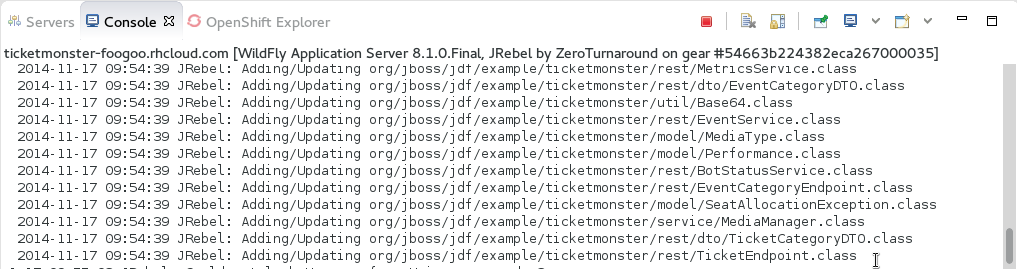 Servers Console OpenShift Explorer
ticketmonster-foogoo.rhcloud.com [WildFly Application Server 8.1.0.Final, JRebel by ZeroTurnaround on gear #54663b224382eca267000035]
2014-11-17 09:54:39 JRebel: Adding/Updating org/jboss/jdf/example/ticketmonster/rest/MetricsService.class
2014-11-17 09:54:39 JRebel: Adding/Updating org/jboss/jdf/example/ticketmonster/rest/dto/EventCategoryDTO.class
2014-11-17 09:54:39 JRebel: Adding/Updating org/jboss/jdf/example/ticketmonster/util/Base64.class
2014-11-17 09:54:39 JRebel: Adding/Updating org/jboss/jdf/example/ticketmonster/rest/EventService.class
2014-11-17 09:54:39 JRebel: Adding/Updating org/jboss/jdf/example/ticketmonster/model/MediaType.class
2014-11-17 09:54:39 JRebel: Adding/Updating org/jboss/jdf/example/ticketmonster/model/Performance.class
2014-11-17 09:54:39 JRebel: Adding/Updating org/jboss/jdf/example/ticketmonster/rest/BotStatusService.class
2014-11-17 09:54:39 JRebel: Adding/Updating org/jboss/jdf/example/ticketmonster/rest/EventCategoryEndpoint.class
2014-11-17 09:54:39 JRebel: Adding/Updating org/jboss/jdf/example/ticketmonster/model/SeatAllocationException.class
2014-11-17 09:54:39 JRebel: Adding/Updating org/jboss/jdf/example/ticketmonster/service/MediaManager.class
2014-11-17 09:54:39 JRebel: Adding/Updating org/jboss/jdf/example/ticketmonster/rest/dto/TicketCategoryDTO.class
2014-11-17 09:54:39 JRebel: Adding/Updating org/jboss/jdf/example/ticketmonster/rest/TicketEndpoint.class